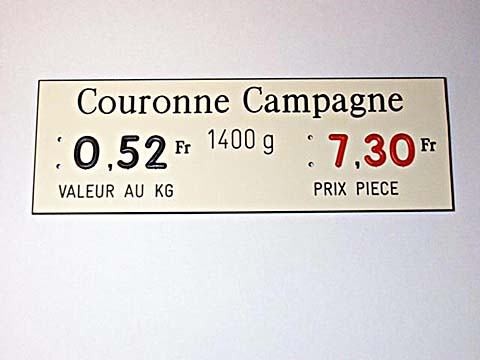 Couronne Campagne
0,52 Fr 1400 g 7,30 Fr
VALEUR AU KG PRIX PIECE